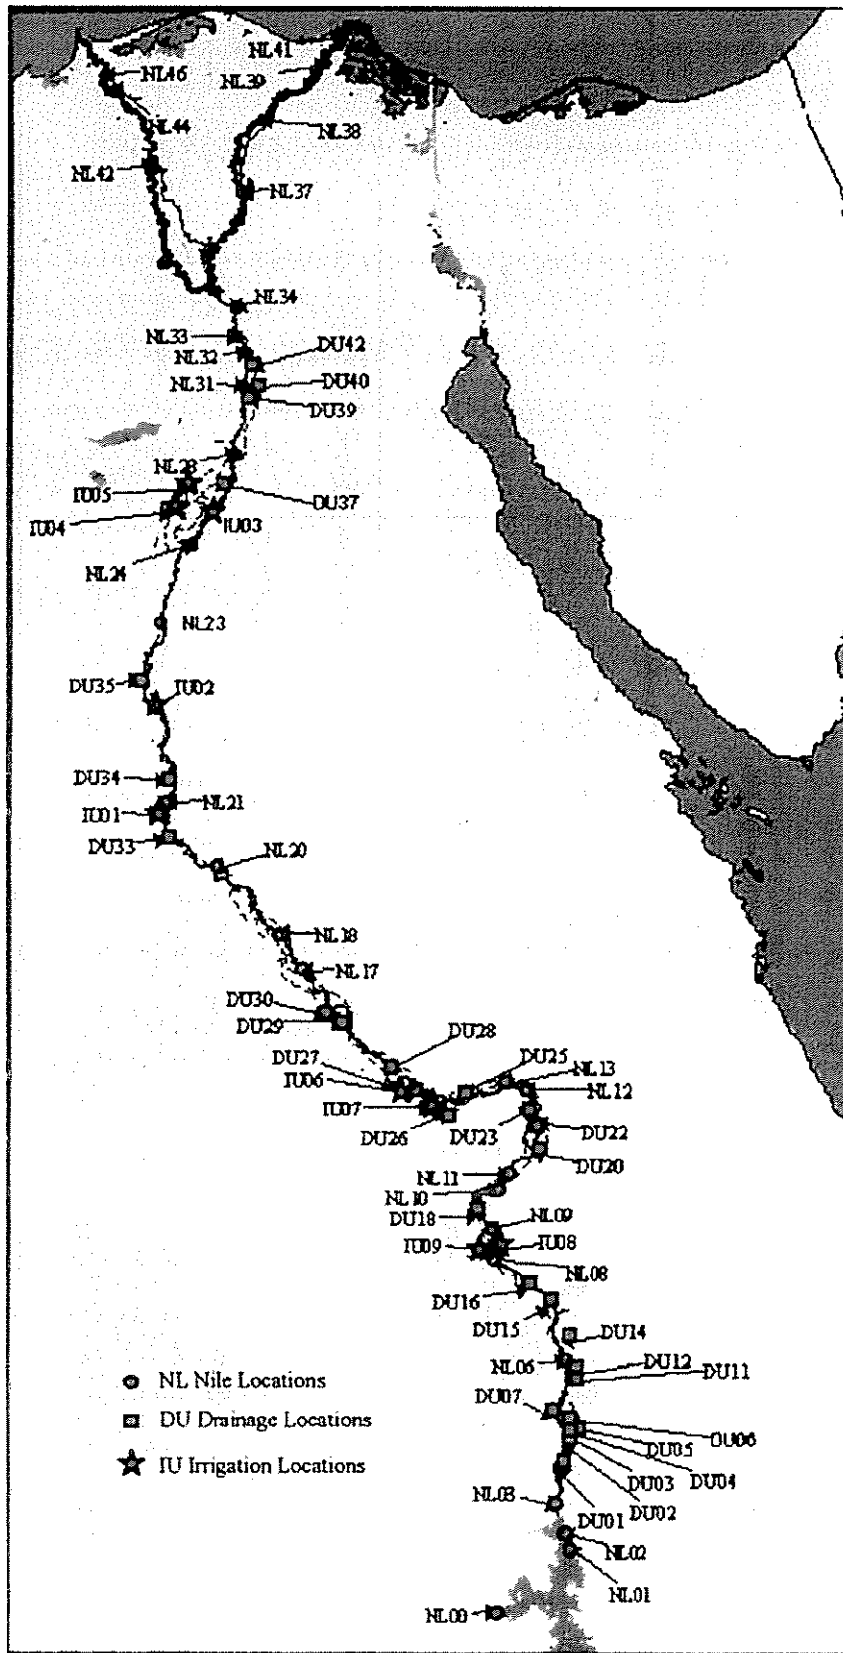 NL41
NL46
NL39
NL44
NL38
NL42
NL37
NL34
NL33
DU42
NL32
NL31
DU40
DU39
NL28
IU05
DU37
IU04
IU03
NL24
NL23
DU35
IU02
DU34
NL21
IU01
DU33
NL20
NL18
NL17
DU30
DU29
DU28
DU27
DU25
NL13
IU06
NL12
IU07
DU26
DU23
DU22
DU20
NL11
NL10
DU18
NL09
IU09
IU08
NL08
DU16
DU15
DU14
NL06
DU12
DU11
NL Nile Locations
DU07
DU Drainage Locations
DU06
DU05
IU Irrigation Locations
DU04
DU03
NL03
DU02
DU01
NL02
NL01
NL00